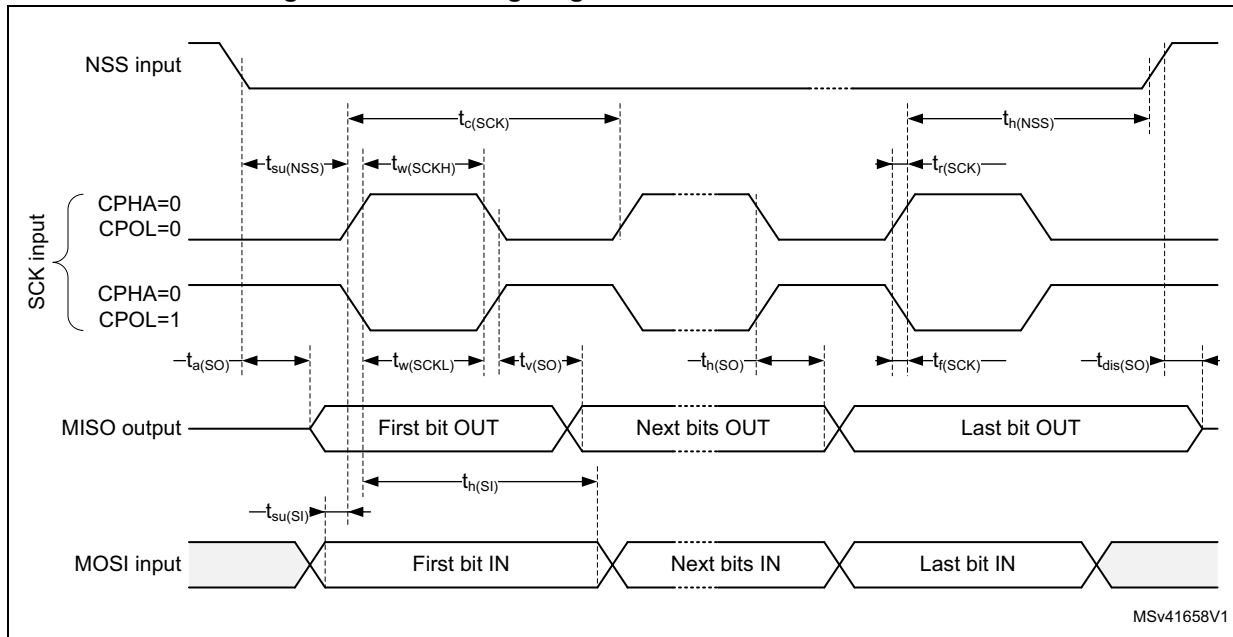 NSS input
tc(SCK)
th(NSS)
tsu(NSS)
tw(SCKH)
tr(SCK)
SCK input
CPHA=0
CPOL=0
CPHA=0
CPOL=1
ta(SO)
tw(SCKL)
tv(SO)
th(SO)
tf(SCK)
tdis(SO)
MISO output
First bit OUT
Next bits OUT
Last bit OUT
th(SI)
tsu(SI)
MOSI input
First bit IN
Next bits IN
Last bit IN
MSv41658V1